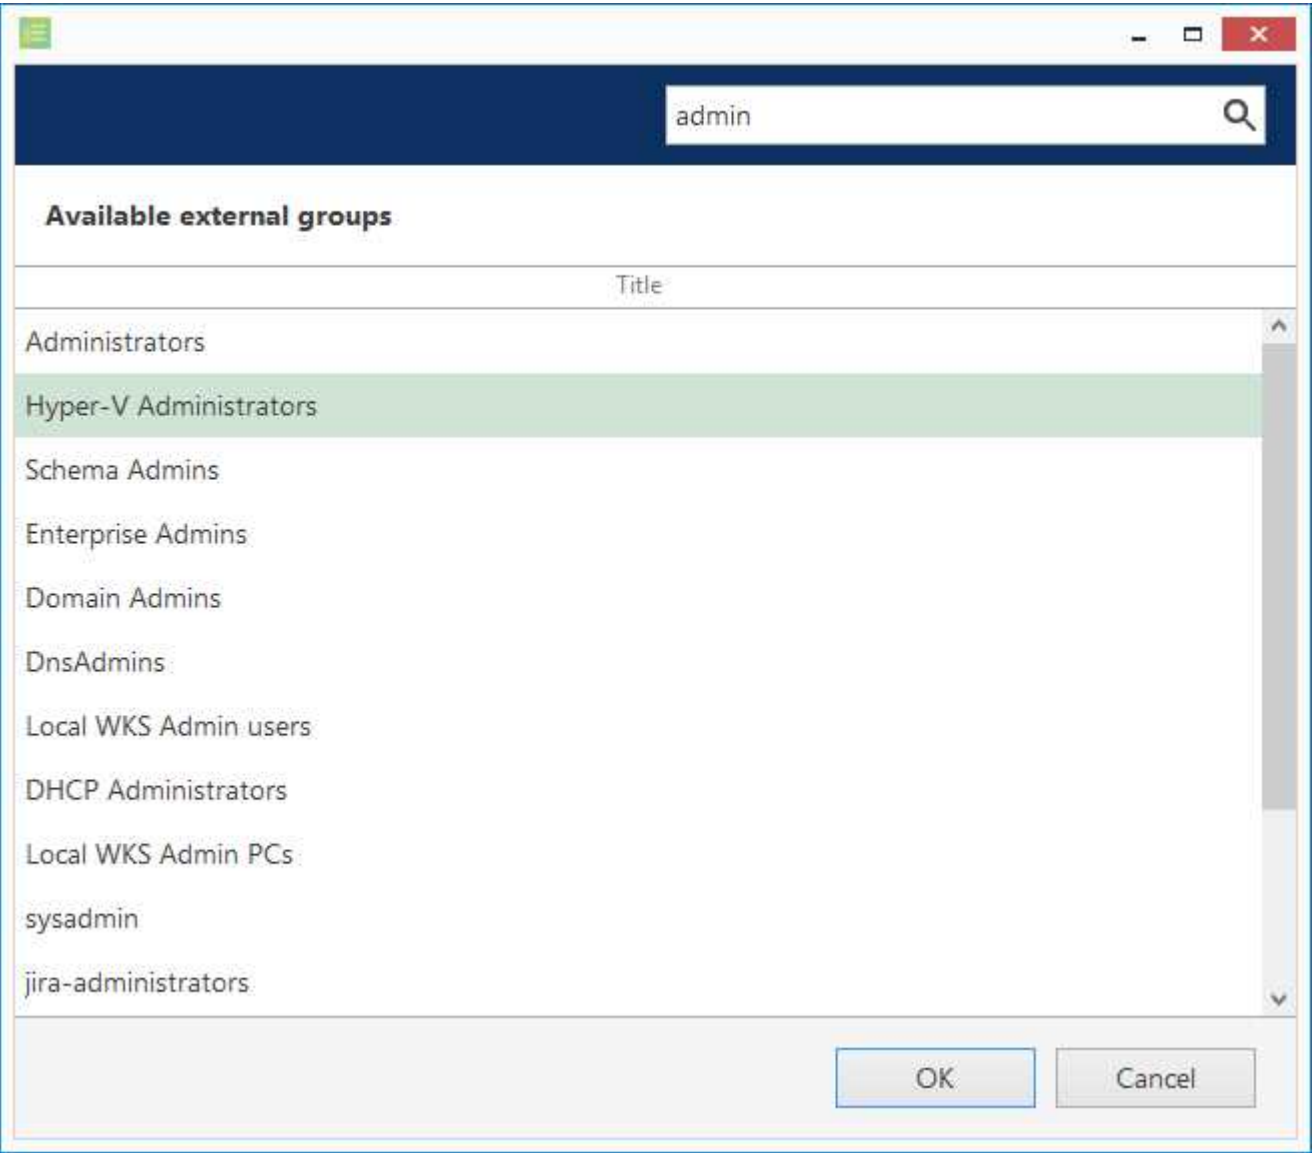 admin
Available external groups
Title
Administrators
Hyper-V Administrators
Schema Admins
Enterprise Admins
Domain Admins
DnsAdmins
Local WKS Admin users
DHCP Administrators
Local WKS Admin PCs
sysadmin
jira-administrators
OK Cancel